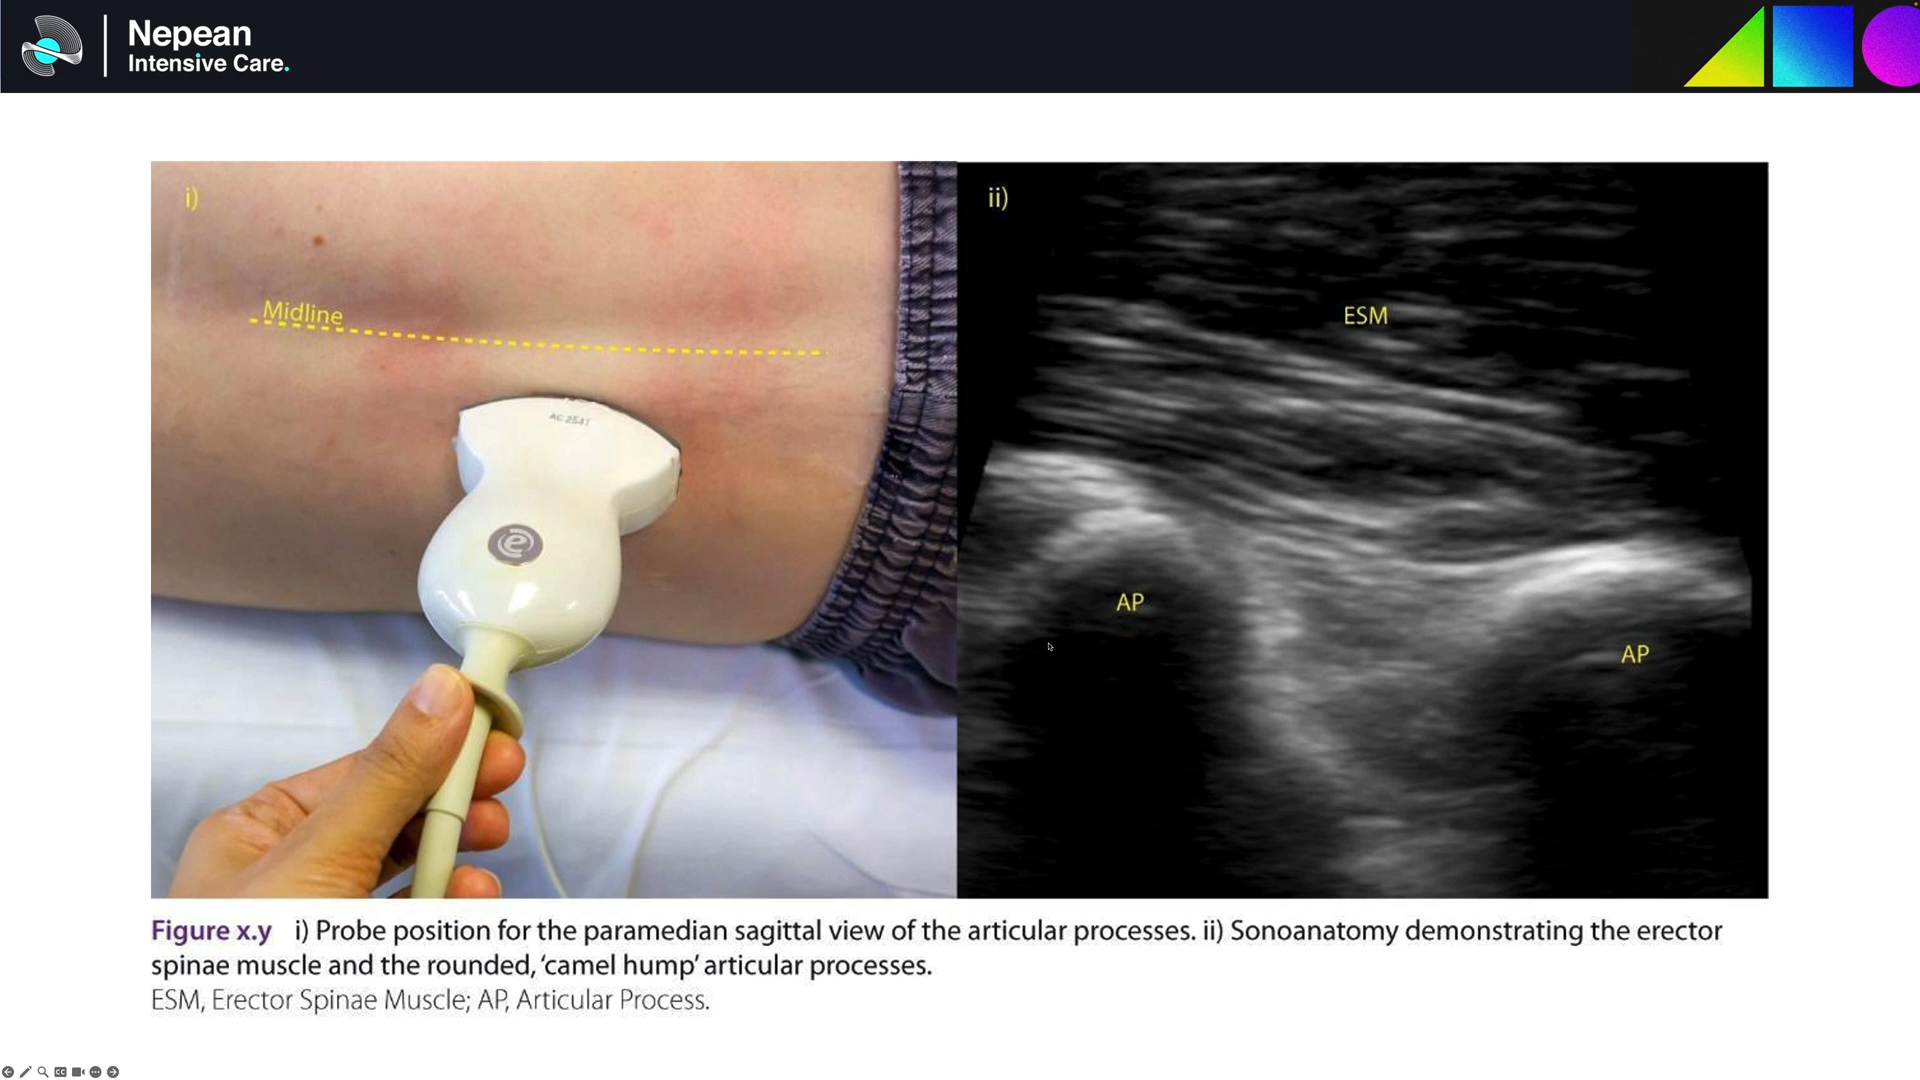 Nepean
Intensive Care.
i)
Midline
AC 2541
ii)
ESM
AP
AP
Figure x.y i) Probe position for the paramedian sagittal view of the articular processes. ii) Sonoanatomy demonstrating the erector
spinae muscle and the rounded, ‘camel hump’ articular processes.
ESM, Erector Spinae Muscle; AP, Articular Process.